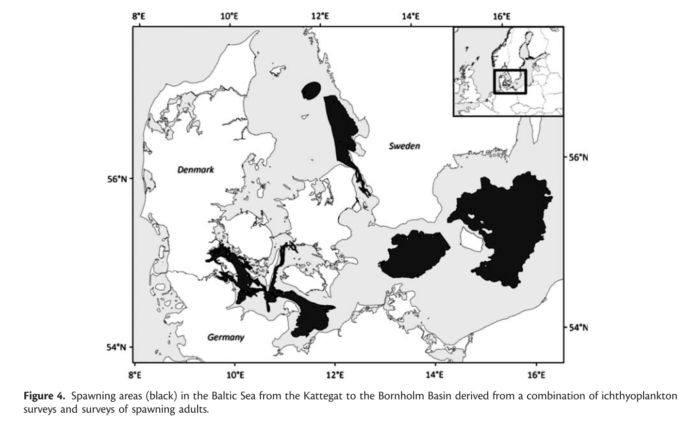 8°E 10°E 12°E 14°E 16°E
Sweden
56°N
Denmark
56°N
Germany
54°N
54°N
8°E 10°E 12°E 14°E 16°E
Figure 4. Spawning areas (black) in the Baltic Sea from the Kattegat to the Bornholm Basin derived from a combination of ichthyoplankton
surveys and surveys of spawning adults.